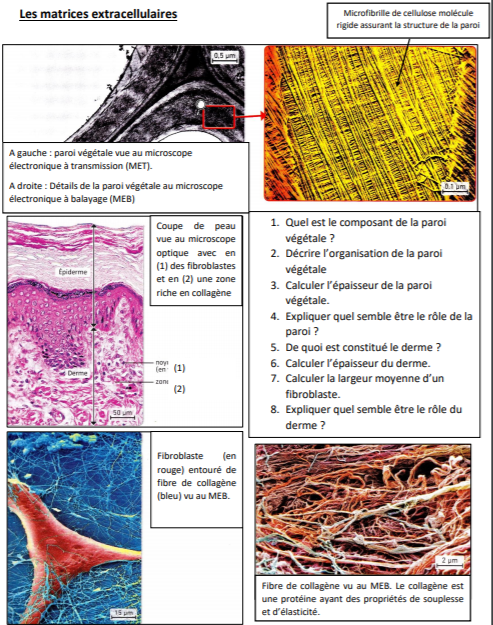 Les matrices extracellulaires
Microfibrille de cellulose molécule
rigide assurant la structure de la paroi
0,5 µm
0.1 µm
A gauche : paroi végétale vue au microscope
électronique à transmission (MET).
A droite : Détails de la paroi végétale au microscope
électronique à balayage (MEB)
Épiderme
Derme
noyi
(en
(1)
zon
(2)
50 µm
Coupe de peau
vue au microscope
optique avec en
(1) des fibroblastes
et en (2) une zone
riche en collagène
1. Quel est le composant de la paroi
végétale ?
2. Décrire l'organisation de la paroi
végétale
3. Calculer l'épaisseur de la paroi
végétale.
4. Expliquer quel semble être le rôle de la
paroi ?
5. De quoi est constitué le derme ?
6. Calculer l'épaisseur du derme.
7. Calculer la largeur moyenne d'un
fibroblaste.
8. Expliquer quel semble être le rôle du
derme ?
15 µm
Fibroblaste (en
rouge) entouré de
fibre de collagène
(bleu) vu au MEB.
2 µm
Fibre de collagène vu au MEB. Le collagène est
une protéine ayant des propriétés de souplesse
et d'élasticité.